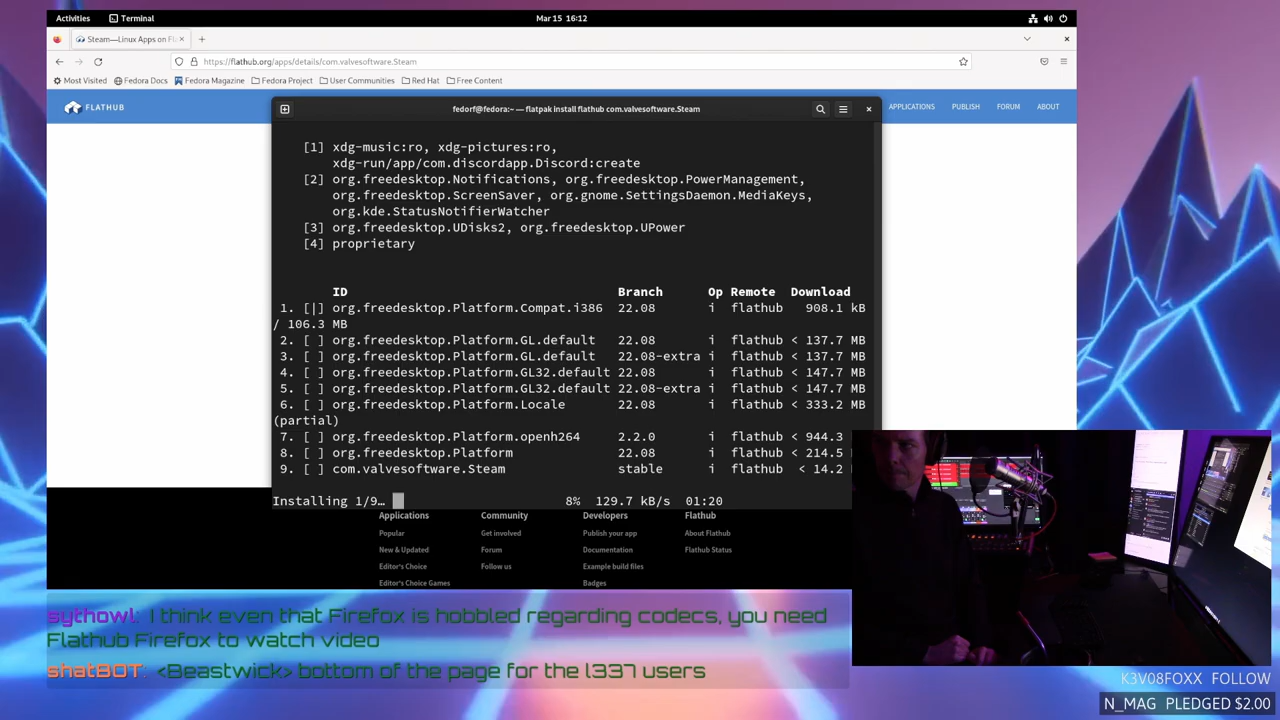 Activities Terminal Mar 15 16:12
Steam—Linux Apps on Fl
https://flathub.org/apps/details/com.valvesoftware.Steam
Most Visited Fedora Docs Fedora Magazine Fedora Project User Communities Red Hat Free Content
FLATHUB APPLICATIONS PUBLISH FORUM ABOUT
fedorf@fedora:~ — flatpak install flathub com.valvesoftware.Steam
[1] xdg-music:ro, xdg-pictures:ro,
xdg-run/app/com.discordapp.Discord:create
[2] org.freedesktop.Notifications, org.freedesktop.PowerManagement,
org.freedesktop.ScreenSaver, org.gnome.SettingsDaemon.MediaKeys,
org.kde.StatusNotifierWatcher
[3] org.freedesktop.UDisks2, org.freedesktop.UPower
[4] proprietary
ID Branch Op Remote Download
1. [|] org.freedesktop.Platform.Compat.i386 22.08 i flathub 908.1 kB
/ 106.3 MB
2. [ ] org.freedesktop.Platform.GL.default 22.08 i flathub < 137.7 MB
3. [ ] org.freedesktop.Platform.GL.default 22.08-extra i flathub < 137.7 MB
4. [ ] org.freedesktop.Platform.GL32.default 22.08 i flathub < 147.7 MB
5. [ ] org.freedesktop.Platform.GL32.default 22.08-extra i flathub < 147.7 MB
6. [ ] org.freedesktop.Platform.Locale 22.08 i flathub < 333.2 MB
(partial)
7. [ ] org.freedesktop.Platform.openh264 2.2.0 i flathub < 944.3
8. [ ] org.freedesktop.Platform 22.08 i flathub < 214.5
9. [ ] com.valvesoftware.Steam stable i flathub < 14.2
Installing 1/9… 8% 129.7 kB/s 01:20
Applications Community Developers Flathub
Popular Get involved Publish your app About Flathub
New & Updated Forum Documentation Flathub Status
Editor's Choice Follow us Example build files
Editor's Choice Games Badges
sythowl: I think even that Firefox is hobbled regarding codecs, you need
Flathub Firefox to watch video
shatBOT: <Beastwick> bottom of the page for the l337 users
K3V08FOXX FOLLOW
N_MAG PLEDGED $2.00